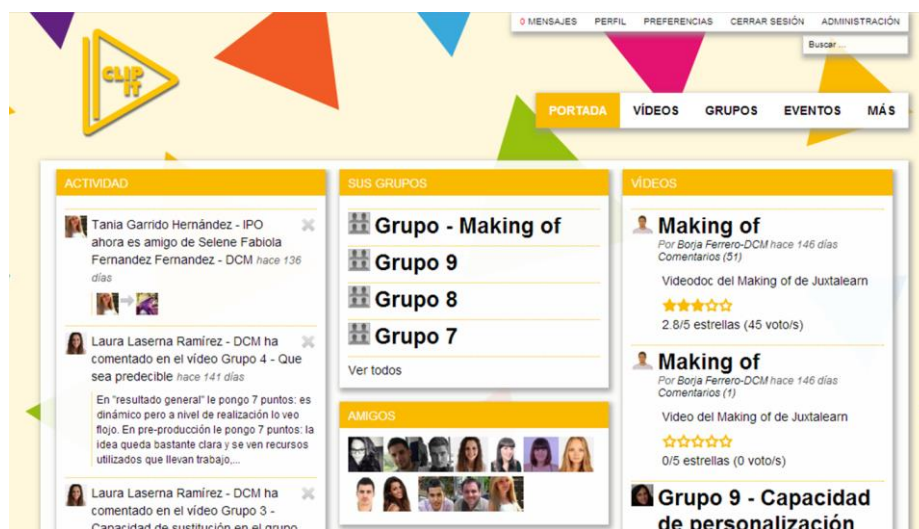 0 MENSAJES PERFIL PREFERENCIAS CERRAR SESIÓN ADMINISTRACIÓN
Buscar ...
CLIP
IT
PORTADA VÍDEOS GRUPOS EVENTOS MÁS
ACTIVIDAD
Tania Garrido Hernández - IPO
ahora es amigo de Selene Fabiola
Fernandez Fernandez - DCM hace 136
días
Laura Laserna Ramírez - DCM ha
comentado en el vídeo Grupo 4 - Que
sea predecible hace 141 días
En "resultado general" le pongo 7 puntos: es
dinámico pero a nivel de realización lo veo
flojo. En pre-producción le pongo 7 puntos: la
idea queda bastante clara y se ven recursos
utilizados que llevan trabajo,...
Laura Laserna Ramírez - DCM ha
comentado en el vídeo Grupo 3 -
Capacidad de sustitución en el grupo
SUS GRUPOS
Grupo - Making of
Grupo 9
Grupo 8
Grupo 7
Ver todos
AMIGOS
VÍDEOS
Making of
Por Borja Ferrero-DCM hace 146 días
Comentarios (51)
Videodoc del Making of de Juxtalearn
2.8/5 estrellas (45 voto/s)
Making of
Por Borja Ferrero-DCM hace 146 días
Comentarios (1)
Video del Making of de Juxtalearn
0/5 estrellas (0 voto/s)
Grupo 9 - Capacidad
de personalización